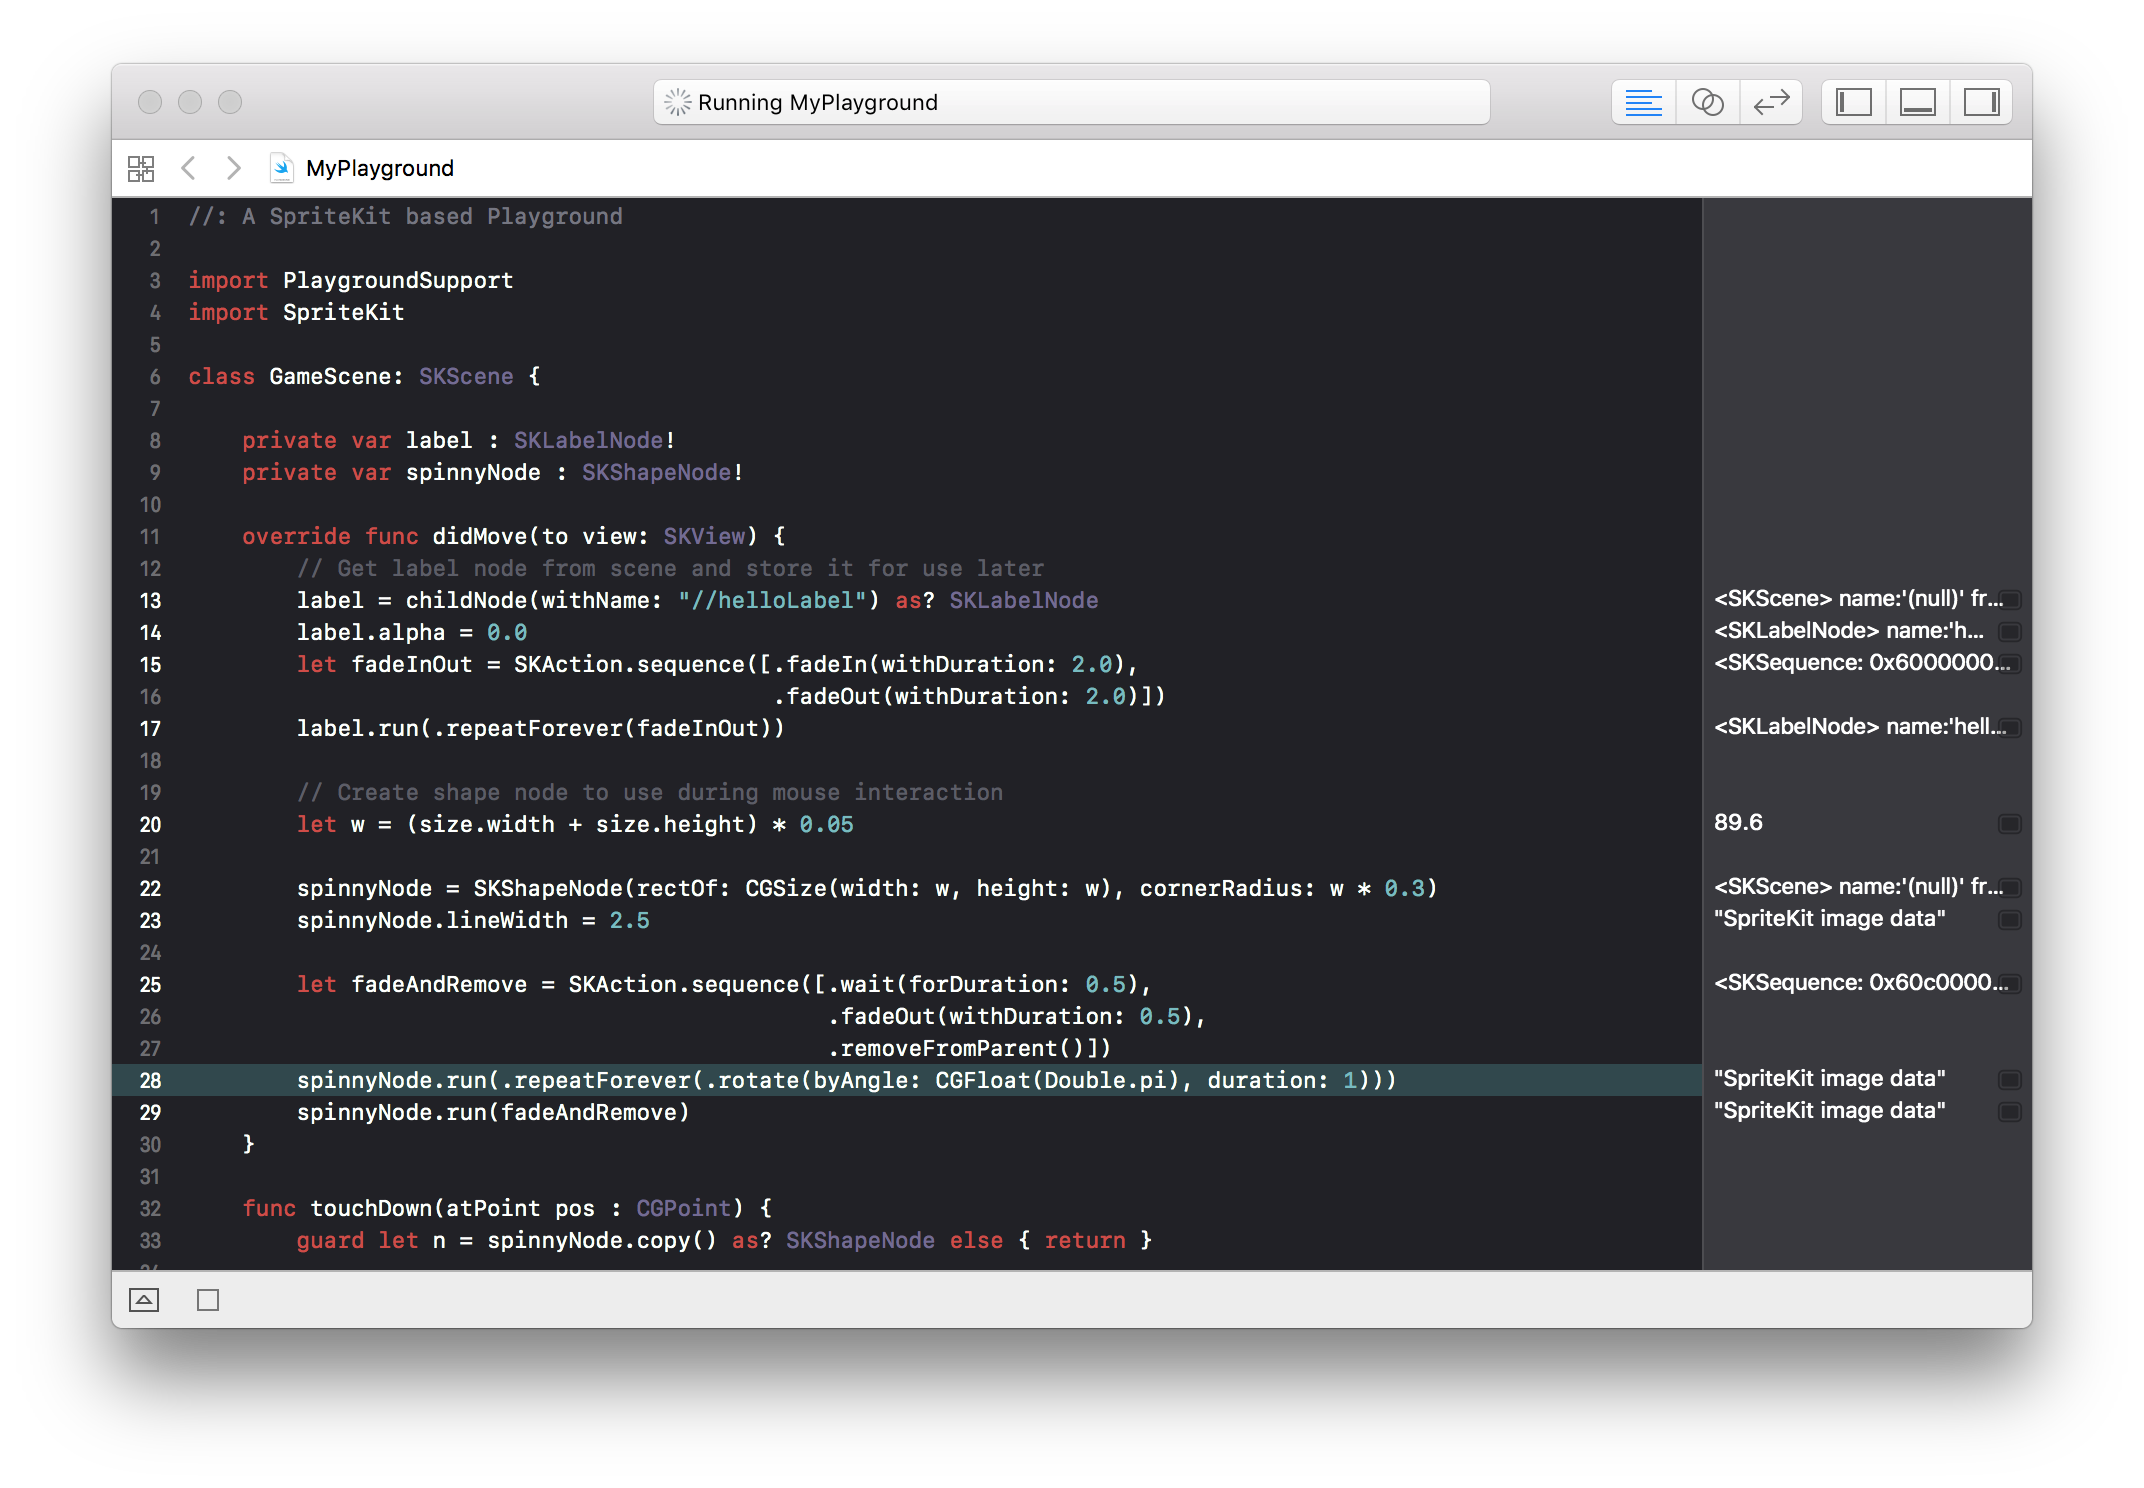 Running MyPlayground
MyPlayground
1 //: A SpriteKit based Playground
2
3 import PlaygroundSupport
4 import SpriteKit
5
6 class GameScene: SKScene {
7
8 private var label : SKLabelNode!
9 private var spinnyNode : SKShapeNode!
10
11 override func didMove(to view: SKView) {
12 // Get label node from scene and store it for use later
13 label = childNode(withName: "//helloLabel") as? SKLabelNode <SKScene> name:'(null)' fr...
14 label.alpha = 0.0 <SKLabelNode> name:'h...
15 let fadeInOut = SKAction.sequence([.fadeIn(withDuration: 2.0), <SKSequence: 0x6000000...
16 .fadeOut(withDuration: 2.0)])
17 label.run(.repeatForever(fadeInOut)) <SKLabelNode> name:'hell...
18
19 // Create shape node to use during mouse interaction
20 let w = (size.width + size.height) * 0.05 89.6
21
22 spinnyNode = SKShapeNode(rectOf: CGSize(width: w, height: w), cornerRadius: w * 0.3) <SKScene> name:'(null)' fr...
23 spinnyNode.lineWidth = 2.5 "SpriteKit image data"
24
25 let fadeAndRemove = SKAction.sequence([.wait(forDuration: 0.5), <SKSequence: 0x60c0000...
26 .fadeOut(withDuration: 0.5),
27 .removeFromParent()])
28 spinnyNode.run(.repeatForever(.rotate(byAngle: CGFloat(Double.pi), duration: 1))) "SpriteKit image data"
29 spinnyNode.run(fadeAndRemove) "SpriteKit image data"
30 }
31
32 func touchDown(atPoint pos : CGPoint) {
33 guard let n = spinnyNode.copy() as? SKShapeNode else { return }